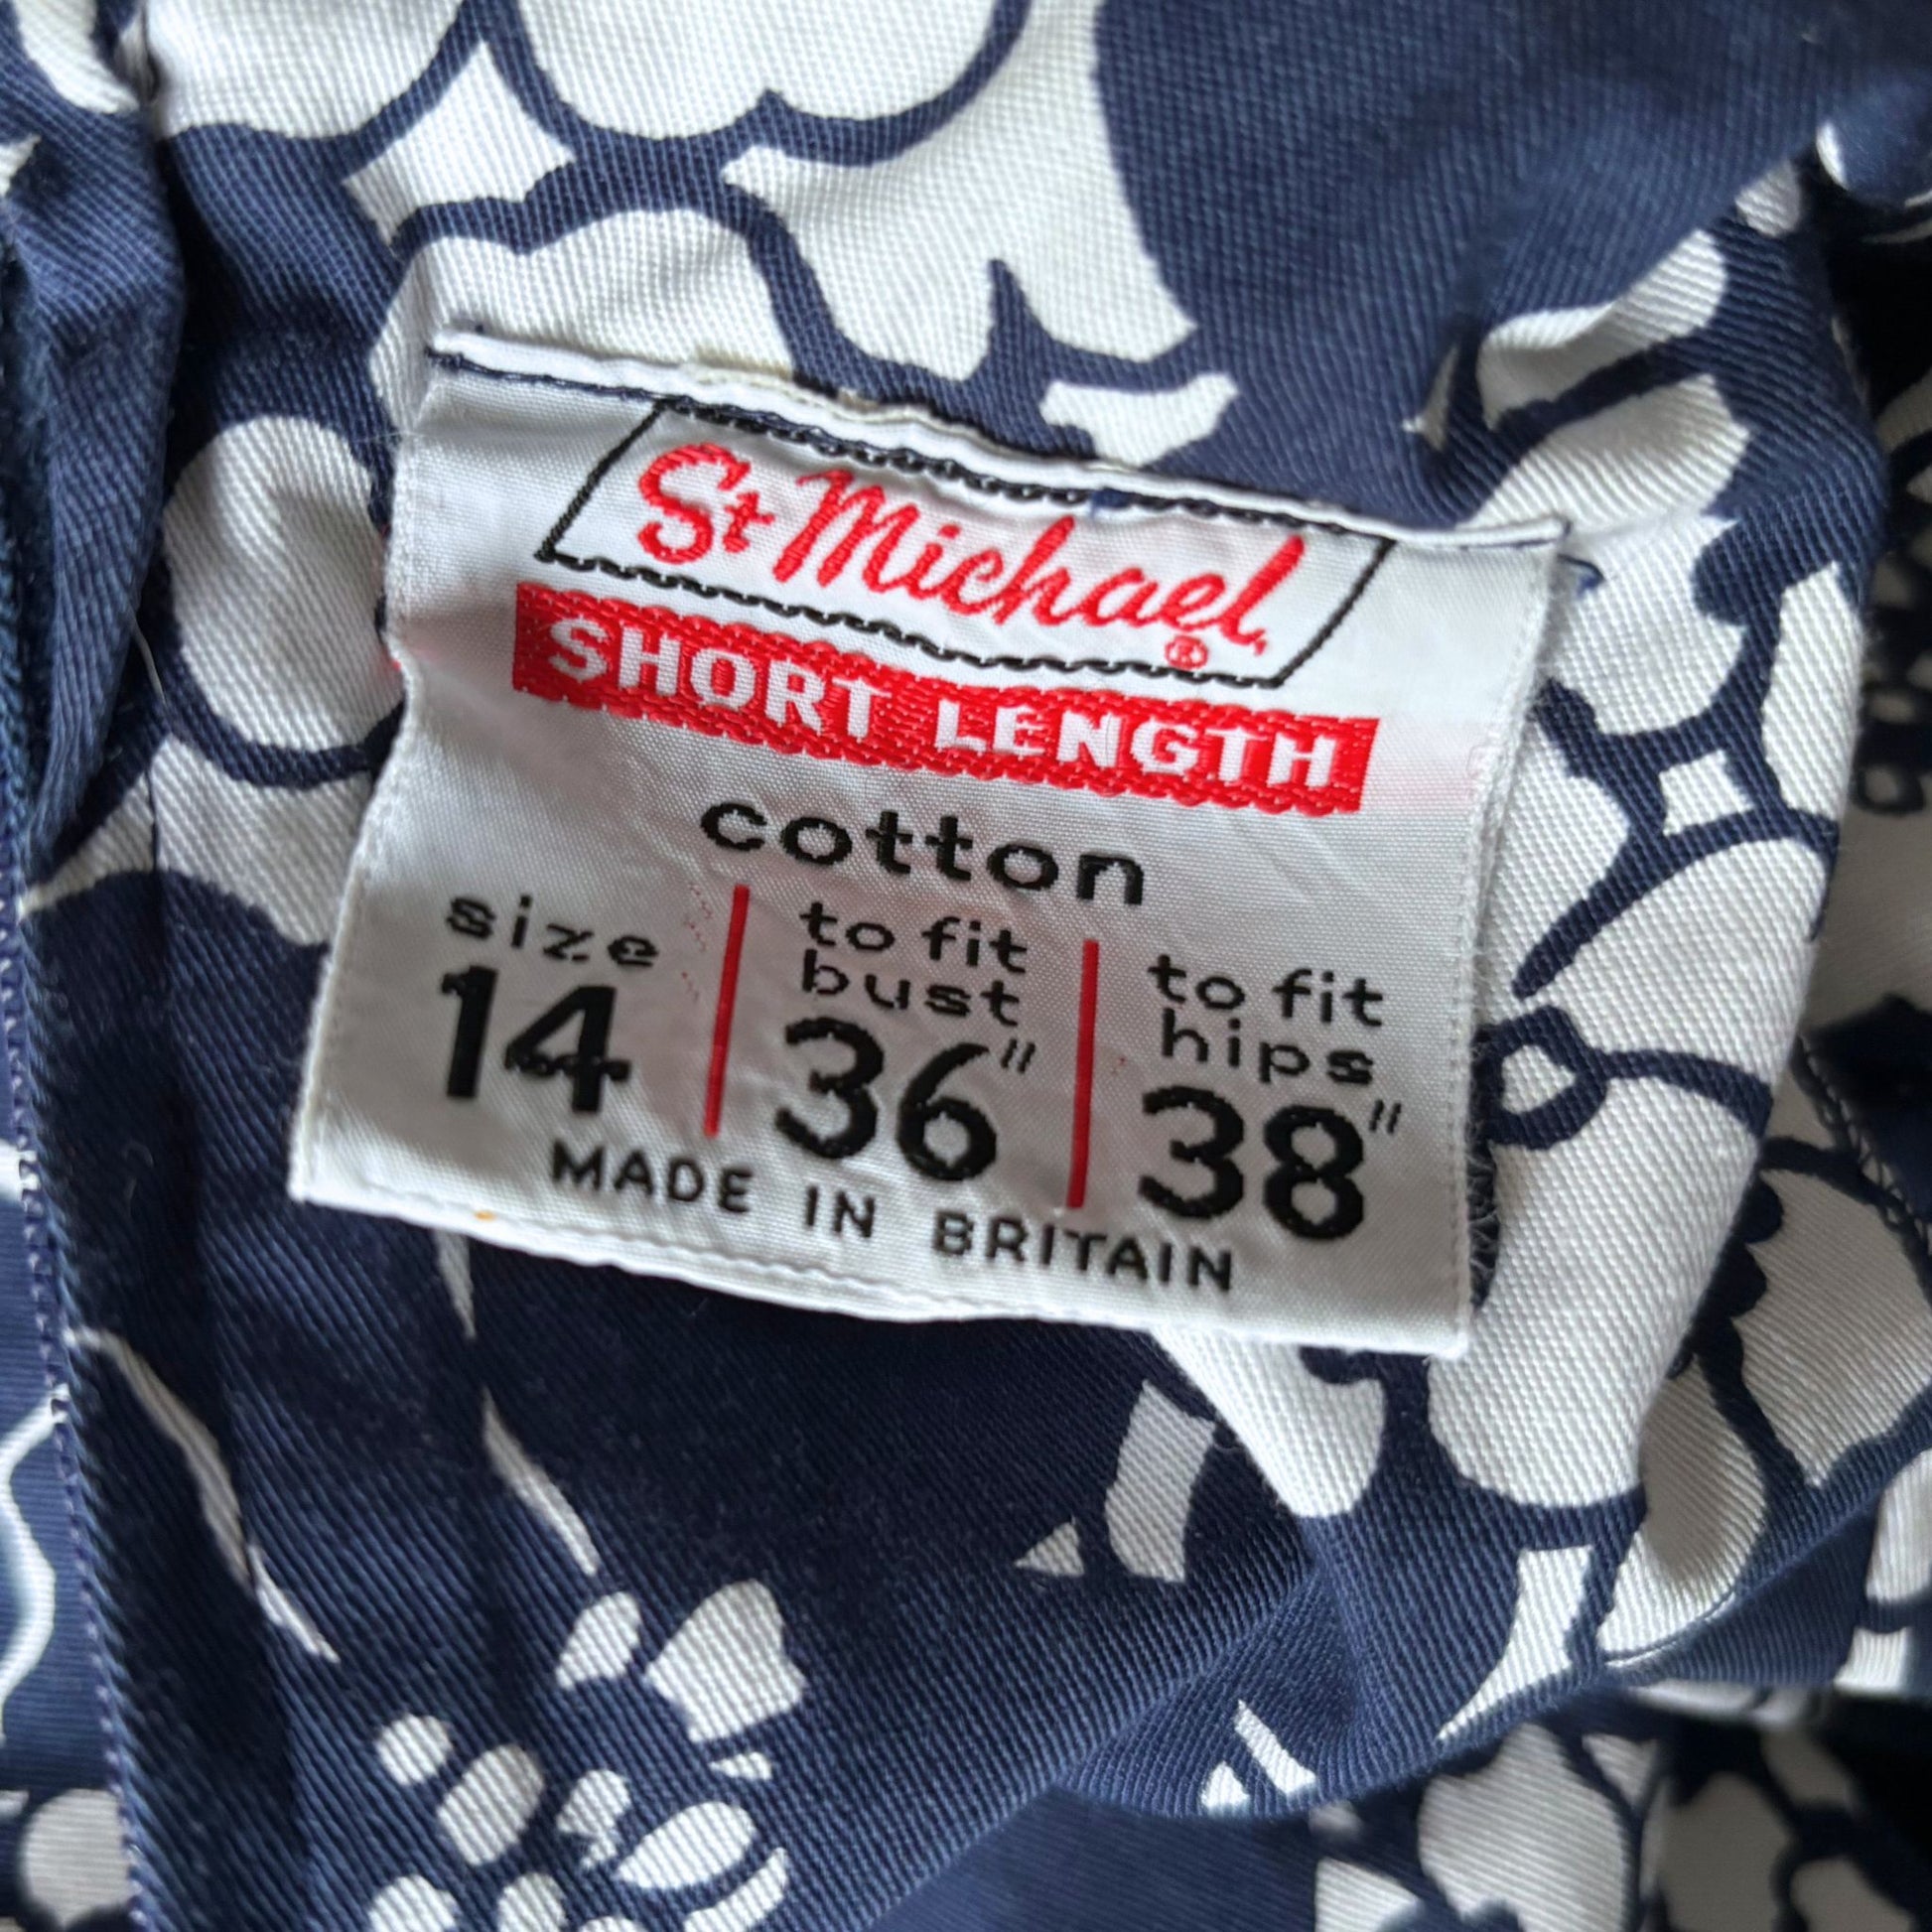 St Michael®
SHORT LENGTH
cotton
size
14
to fit
bust
36"
to fit
hips
38"
MADE IN BRITAIN